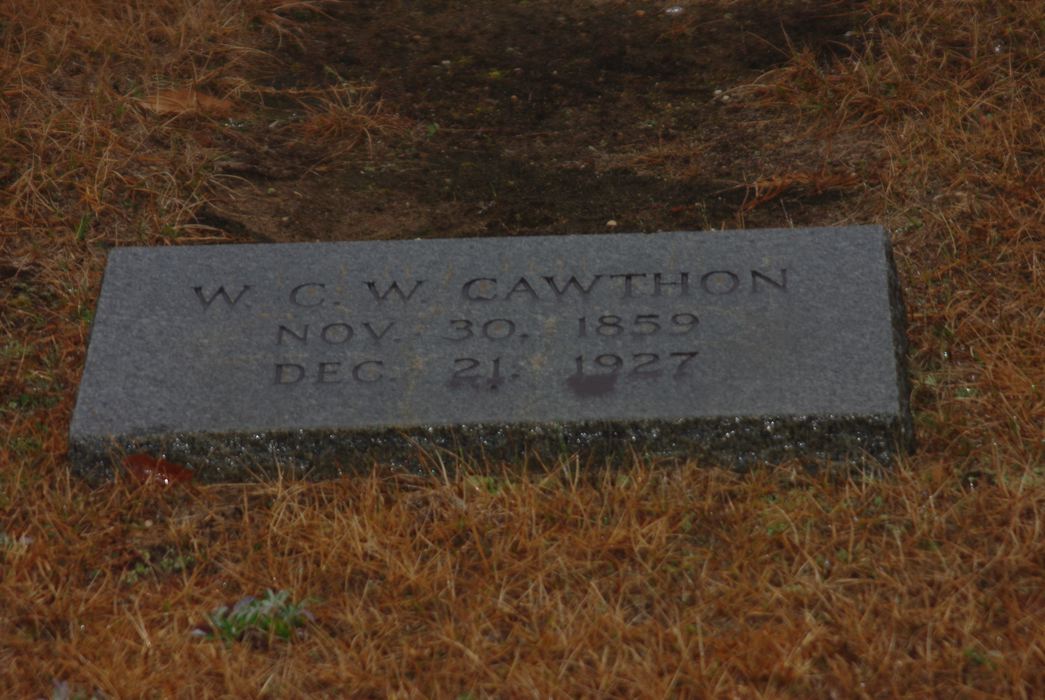 W. C. W. CAWTHON
NOV. 30, 1859
DEC. 21, 1927